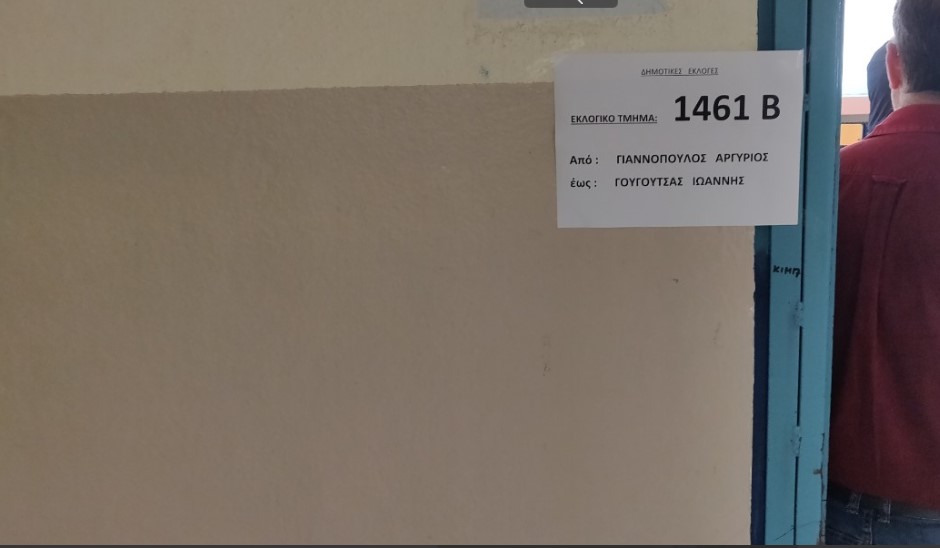 ΔΗΜΟΤΙΚΕΣ ΕΚΛΟΓΕΣ
ΕΚΛΟΓΙΚΟ ΤΜΗΜΑ: 1461 Β
Από : ΓΙΑΝΝΟΠΟΥΛΟΣ ΑΡΓΥΡΙΟΣ
έως : ΓΟΥΓΟΥΤΣΑΣ ΙΩΑΝΝΗΣ